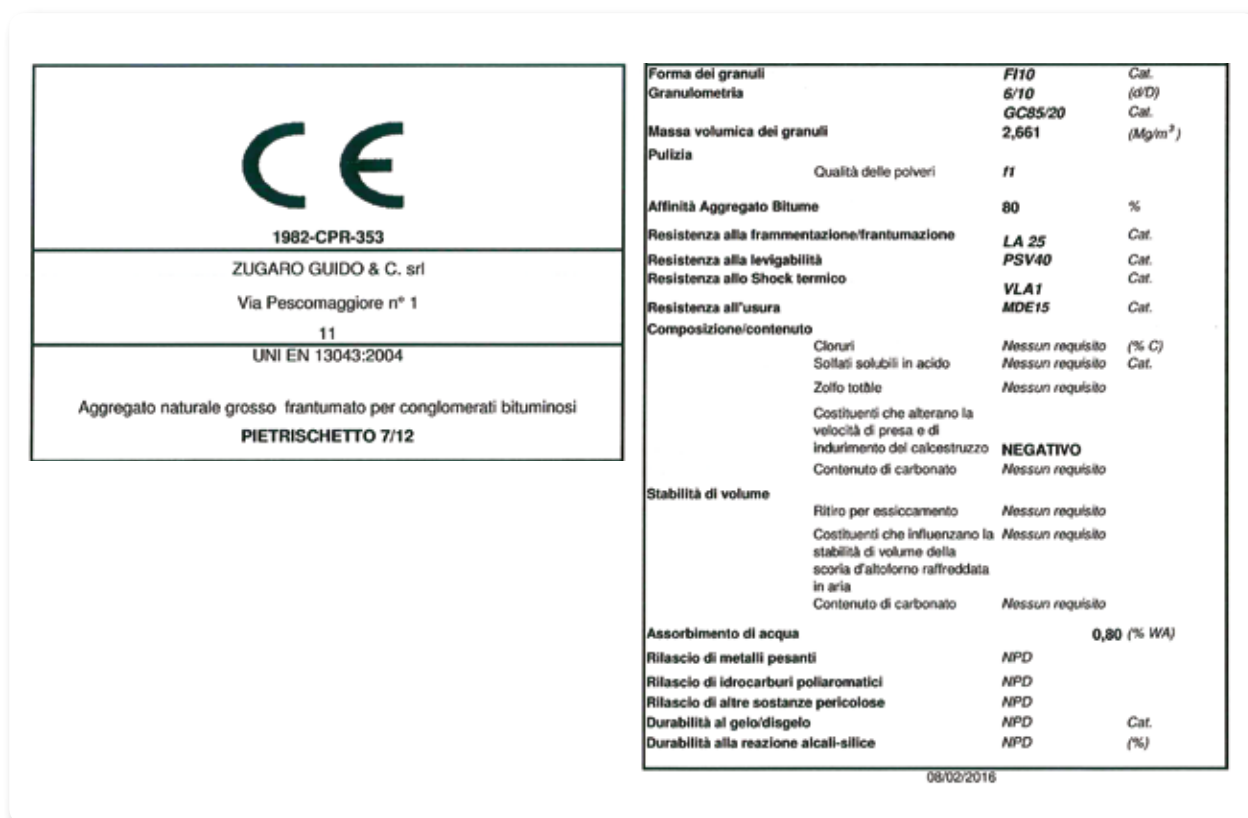 CE
1982-CPR-353
ZUGARO GUIDO & C. srl
Via Pescomaggiore n° 1
11
UNI EN 13043:2004
Aggregato naturale grosso frantumato per conglomerati bituminosi
PIETRISCHETTO 7/12
Forma dei granuli FI10 Cat.
Granulometria 6/10 (d/D)
GC85/20 Cat.
Massa volumica dei granuli 2,661 (Mg/m³)
Pulizia
Qualità delle polveri f1
Affinità Aggregato Bitume 80 %
Resistenza alla frammentazione/frantumazione LA 25 Cat.
Resistenza alla levigabilità PSV40 Cat.
Resistenza allo Shock termico VLA1 Cat.
Resistenza all'usura MDE15 Cat.
Composizione/contenuto
Cloruri Nessun requisito (% C)
Solfati solubili in acido Nessun requisito Cat.
Zolfo totale Nessun requisito
Costituenti che alterano la
velocità di presa e di
indurimento del calcestruzzo NEGATIVO
Contenuto di carbonato Nessun requisito
Stabilità di volume
Ritiro per essiccamento Nessun requisito
Costituenti che influenzano la Nessun requisito
stabilità di volume della
scoria d'altoforno raffreddata
in aria
Contenuto di carbonato Nessun requisito
Assorbimento di acqua 0,80 (% WA)
Rilascio di metalli pesanti NPD
Rilascio di idrocarburi poliaromatici NPD
Rilascio di altre sostanze pericolose NPD
Durabilità al gelo/disgelo NPD Cat.
Durabilità alla reazione alcali-silice NPD (%)
08/02/2016